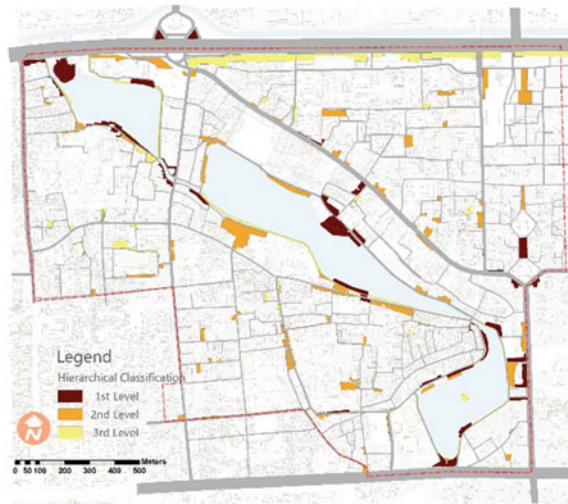 Legend
Hierarchical Classification
1st Level
2nd Level
3rd Level
N
Meters
0 50 100 200 300 400 500